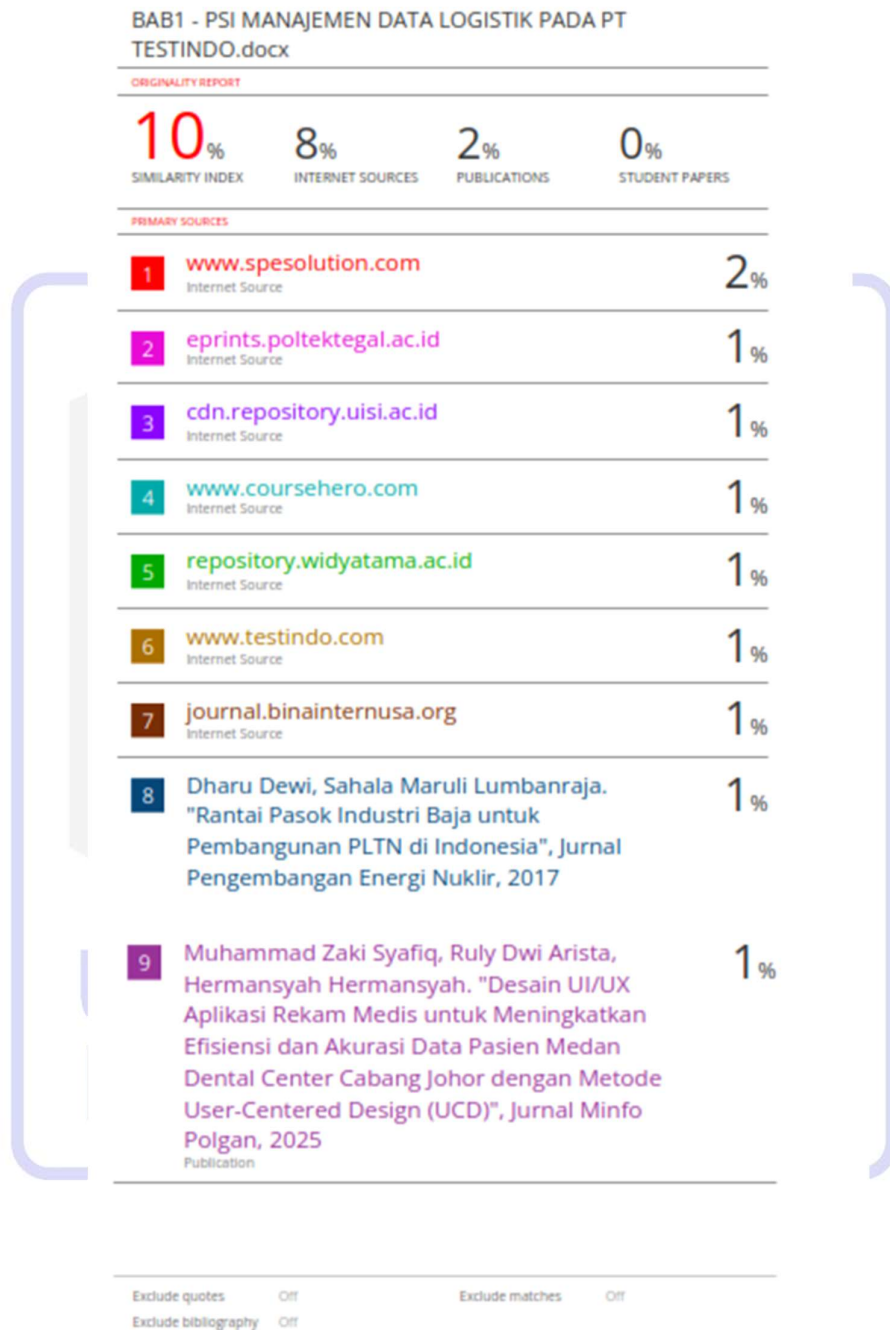 BAB1 - PSI MANAJEMEN DATA LOGISTIK PADA PT
TESTINDO.docx
ORIGINALITY REPORT
10%
SIMILARITY INDEX
8%
INTERNET SOURCES
2%
PUBLICATIONS
0%
STUDENT PAPERS
PRIMARY SOURCES
1 www.spesolution.com 2%
Internet Source
2 eprints.poltektegal.ac.id 1%
Internet Source
3 cdn.repository.uisi.ac.id 1%
Internet Source
4 www.coursehero.com 1%
Internet Source
5 repository.widyatama.ac.id 1%
Internet Source
6 www.testindo.com 1%
Internet Source
7 journal.binainternusa.org 1%
Internet Source
8 Dharu Dewi, Sahala Maruli Lumbanraja. 1%
"Rantai Pasok Industri Baja untuk
Pembangunan PLTN di Indonesia", Jurnal
Pengembangan Energi Nuklir, 2017
9 Muhammad Zaki Syafiq, Ruly Dwi Arista, 1%
Hermansyah Hermansyah. "Desain UI/UX
Aplikasi Rekam Medis untuk Meningkatkan
Efisiensi dan Akurasi Data Pasien Medan
Dental Center Cabang Johor dengan Metode
User-Centered Design (UCD)", Jurnal Minfo
Polgan, 2025
Publication
Exclude quotes Off Exclude matches Off
Exclude bibliography Off